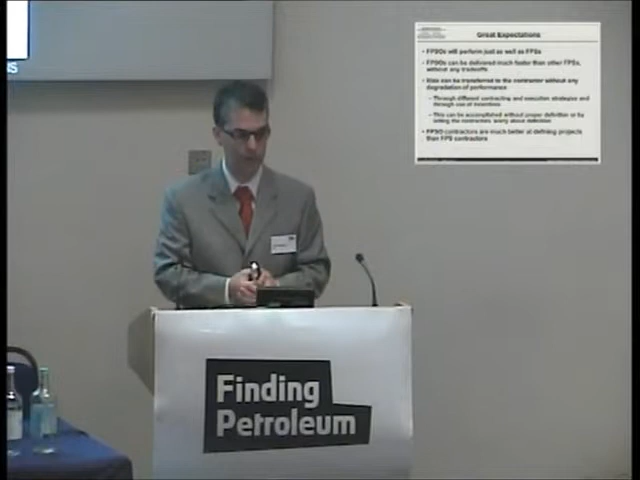 Great Expectations
• FPSOs will perform just as well as FPSs
• FPSOs can be delivered much faster than other FPSs,
without any tradeoffs
• Risk can be transferred to the contractor without any
degradation of performance
– Through different contracting and execution strategies and
through use of incentives
– This can be accomplished without proper definition or by
letting the contractors worry about definition
• FPSO contractors are much better at defining projects
than FPS contractors
Finding
Petroleum